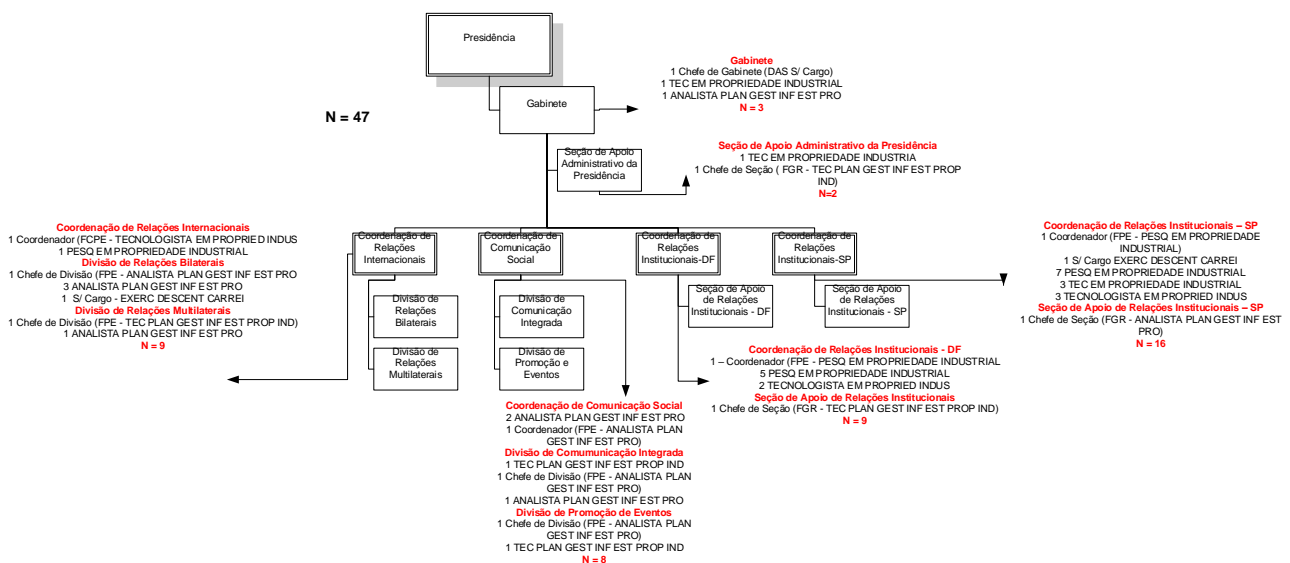 Presidência
Gabinete
N = 47
Gabinete
1 Chefe de Gabinete (DAS S/ Cargo)
1 TEC EM PROPRIEDADE INDUSTRIAL
1 ANALISTA PLAN GEST INF EST PRO
N = 3
Seção de Apoio
Administrativo da
Presidência
Seção de Apoio Administrativo da Presidência
1 TEC EM PROPRIEDADE INDUSTRIA
1 Chefe de Seção ( FGR - TEC PLAN GEST INF EST PROP
IND)
N=2
Coordenação de Relações Internacionais
1 Coordenador (FCPE - TECNOLOGISTA EM PROPRIED INDUS
1 PESQ EM PROPRIEDADE INDUSTRIAL
Divisão de Relações Bilaterais
1 Chefe de Divisão (FPE - ANALISTA PLAN GEST INF EST PRO
3 ANALISTA PLAN GEST INF EST PRO
1 S/ Cargo - EXERC DESCENT CARREI
Divisão de Relações Multilaterais
1 Chefe de Divisão (FPE - TEC PLAN GEST INF EST PROP IND)
1 ANALISTA PLAN GEST INF EST PRO
N = 9
Coordenação de
Relações
Internacionais
Divisão de
Relações
Bilaterais
Divisão de
Relações
Multilaterais
Coordenação de
Comunicação
Social
Divisão de
Comunicação
Integrada
Divisão de
Promoção e
Eventos
Coordenação de
Relações
Institucionais-DF
Seção de Apoio
de Relações
Institucionais - DF
Coordenação de
Relações
Institucionais-SP
Seção de Apoio
de Relações
Institucionais - SP
Coordenação de Relações Institucionais – SP
1 Coordenador (FPE - PESQ EM PROPRIEDADE
INDUSTRIAL)
1 S/ Cargo EXERC DESCENT CARREI
7 PESQ EM PROPRIEDADE INDUSTRIAL
3 TEC EM PROPRIEDADE INDUSTRIAL
3 TECNOLOGISTA EM PROPRIED INDUS
Seção de Apoio de Relações Institucionais – SP
1 Chefe de Seção (FGR - ANALISTA PLAN GEST INF EST
PRO)
N = 16
Coordenação de Relações Institucionais - DF
1 – Coordenador (FPE - PESQ EM PROPRIEDADE INDUSTRIAL
5 PESQ EM PROPRIEDADE INDUSTRIAL
2 TECNOLOGISTA EM PROPRIED INDUS
Seção de Apoio de Relações Institucionais
1 Chefe de Seção (FGR - TEC PLAN GEST INF EST PROP IND)
N = 9
Coordenação de Comunicação Social
2 ANALISTA PLAN GEST INF EST PRO
1 Coordenador (FPE - ANALISTA PLAN
GEST INF EST PRO)
Divisão de Comumunicação Integrada
1 TEC PLAN GEST INF EST PROP IND
1 Chefe de Divisão (FPE - ANALISTA PLAN
GEST INF EST PRO)
1 ANALISTA PLAN GEST INF EST PRO
Divisão de Promoção de Eventos
1 Chefe de Divisão (FPE - ANALISTA PLAN
GEST INF EST PRO)
1 TEC PLAN GEST INF EST PROP IND
N = 8